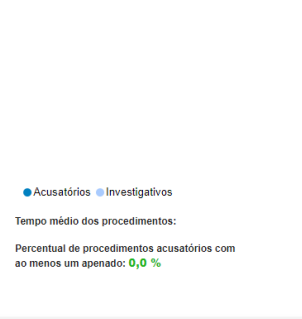 Acusatórios Investigativos
Tempo médio dos procedimentos:
Percentual de procedimentos acusatórios com
ao menos um apenado: 0,0 %